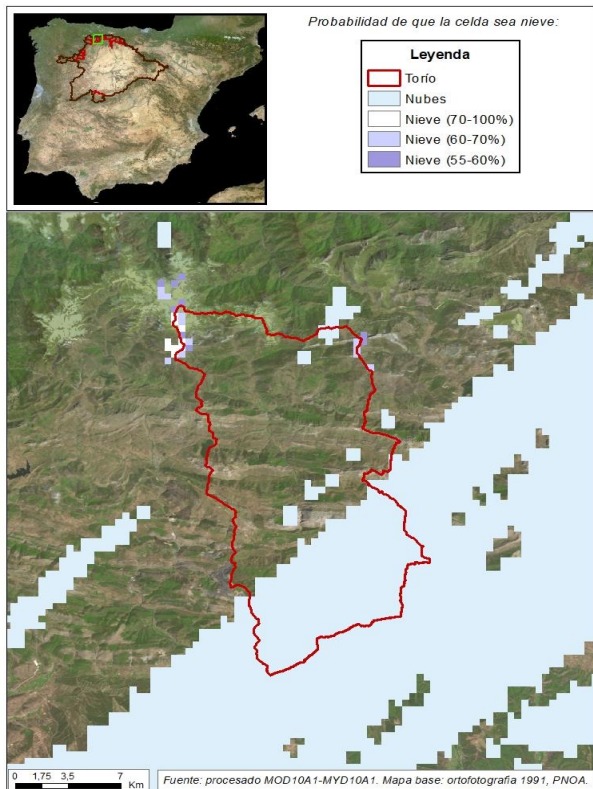 Probabilidad de que la celda sea nieve:
Leyenda
Torío
Nubes
Nieve (70-100%)
Nieve (60-70%)
Nieve (55-60%)
0 1,75 3,5 7
Km
Fuente: procesado MOD10A1-MYD10A1. Mapa base: ortofotografia 1991, PNOA.